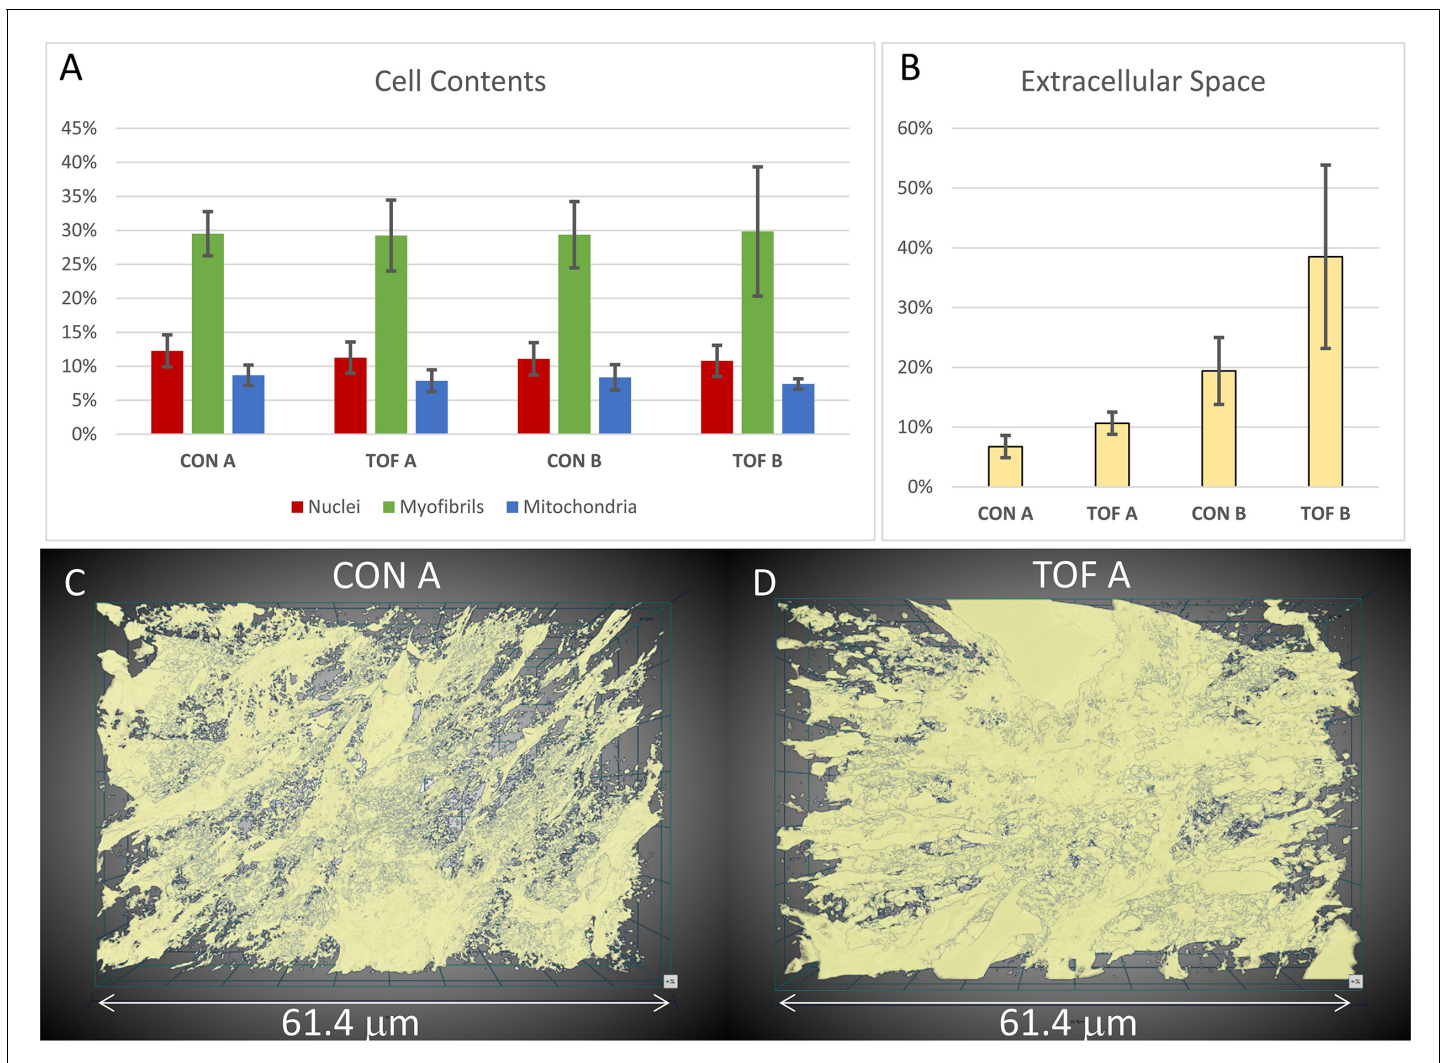 A
Cell Contents
45%
40%
35%
30%
25%
20%
15%
10%
5%
0%
CON A TOF A CON B TOF B
Nuclei Myofibrils Mitochondria
B
Extracellular Space
60%
50%
40%
30%
20%
10%
0%
CON A TOF A CON B TOF B
C
CON A
61.4 μm
D
TOF A
61.4 μm